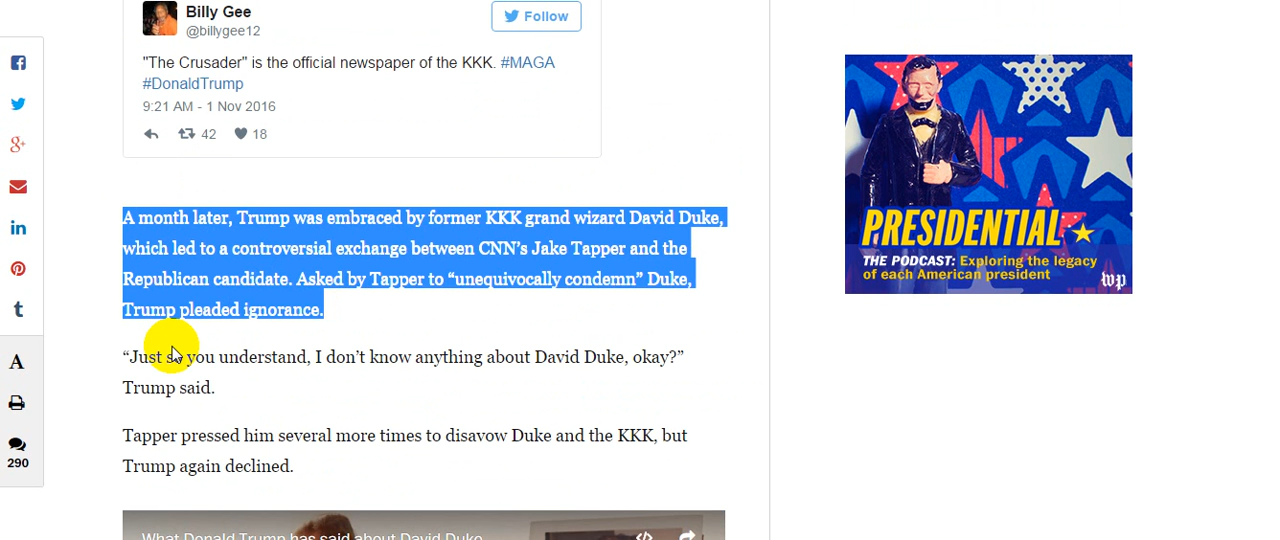 Billy Gee
@billygee12
Follow
"The Crusader" is the official newspaper of the KKK. #MAGA
#DonaldTrump
9:21 AM - 1 Nov 2016
42
18
A month later, Trump was embraced by former KKK grand wizard David Duke,
which led to a controversial exchange between CNN’s Jake Tapper and the
Republican candidate. Asked by Tapper to “unequivocally condemn” Duke,
Trump pleaded ignorance.
“Just so you understand, I don’t know anything about David Duke, okay?”
Trump said.
Tapper pressed him several more times to disavow Duke and the KKK, but
Trump again declined.
What Donald Trump has said about David Duke
G+
in
t
A
290
PRESIDENTIAL
THE PODCAST: Exploring the legacy
of each American president
wp